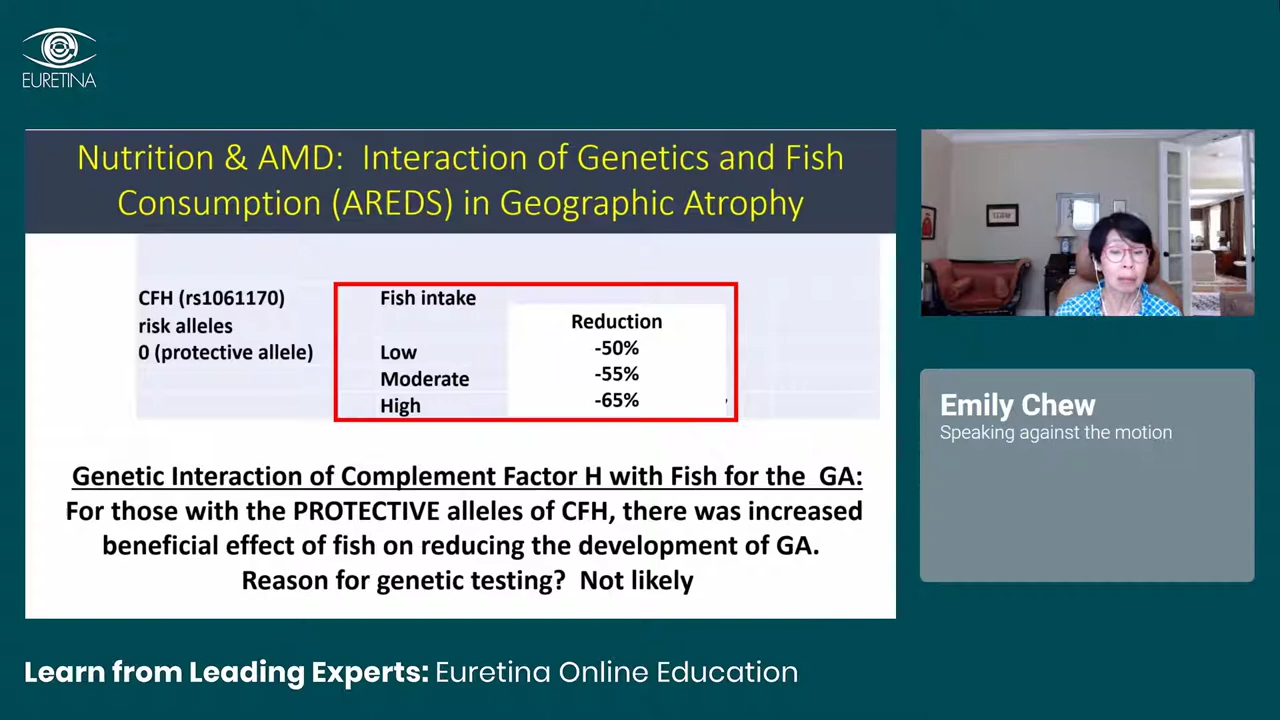 EURETINA
Nutrition & AMD: Interaction of Genetics and Fish
Consumption (AREDS) in Geographic Atrophy
CFH (rs1061170)
risk alleles
0 (protective allele)
Fish intake
Reduction
Low -50%
Moderate -55%
High -65%
Genetic Interaction of Complement Factor H with Fish for the GA:
For those with the PROTECTIVE alleles of CFH, there was increased
beneficial effect of fish on reducing the development of GA.
Reason for genetic testing? Not likely
Emily Chew
Speaking against the motion
Learn from Leading Experts: Euretina Online Education